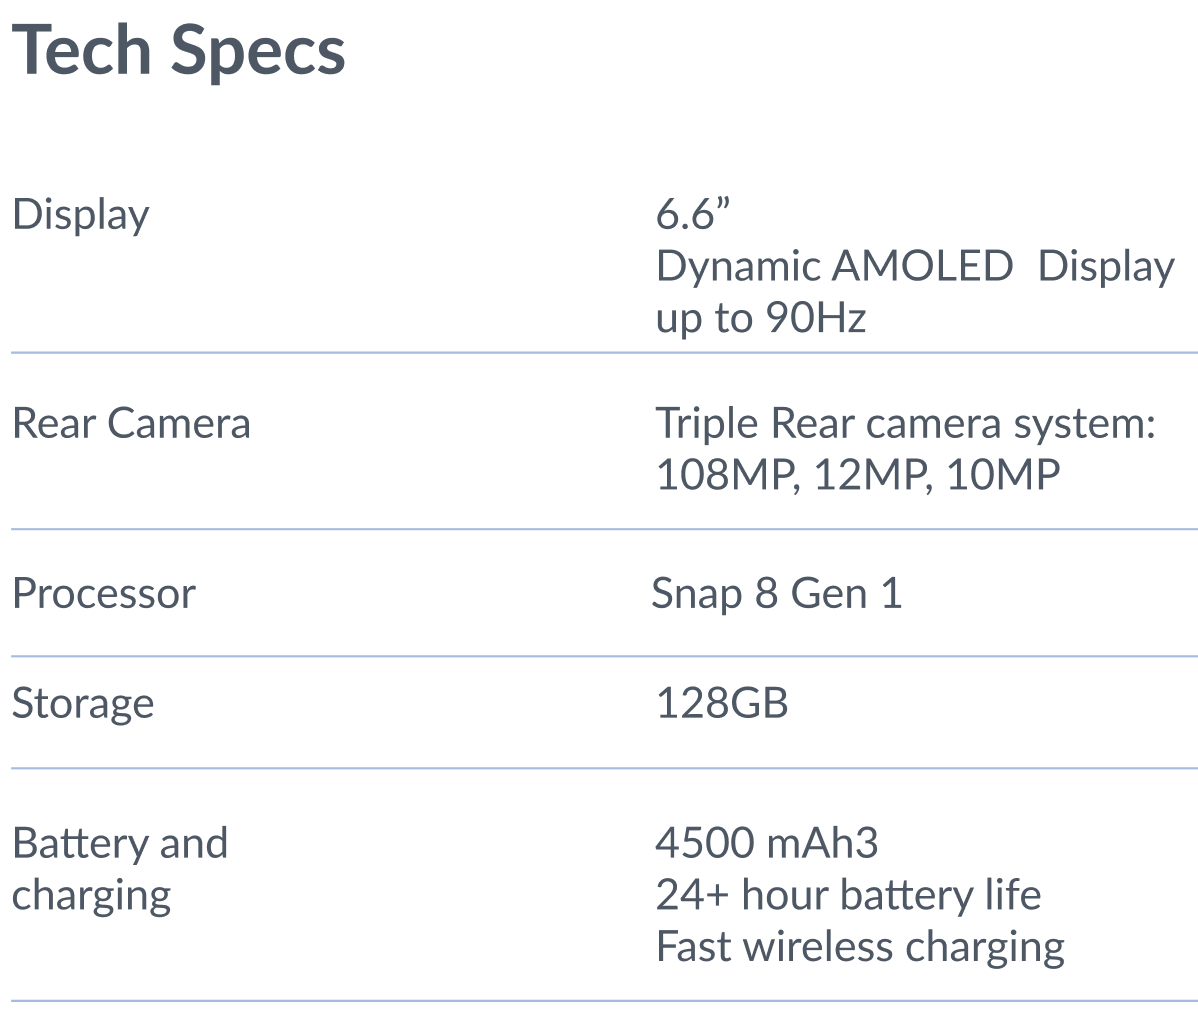 Tech Specs
Display
6.6”
Dynamic AMOLED  Display
up to 90Hz
Rear Camera
Triple Rear camera system:
108MP, 12MP, 10MP
Processor
Snap 8 Gen 1
Storage
128GB
Battery and
charging
4500 mAh3
24+ hour battery life
Fast wireless charging